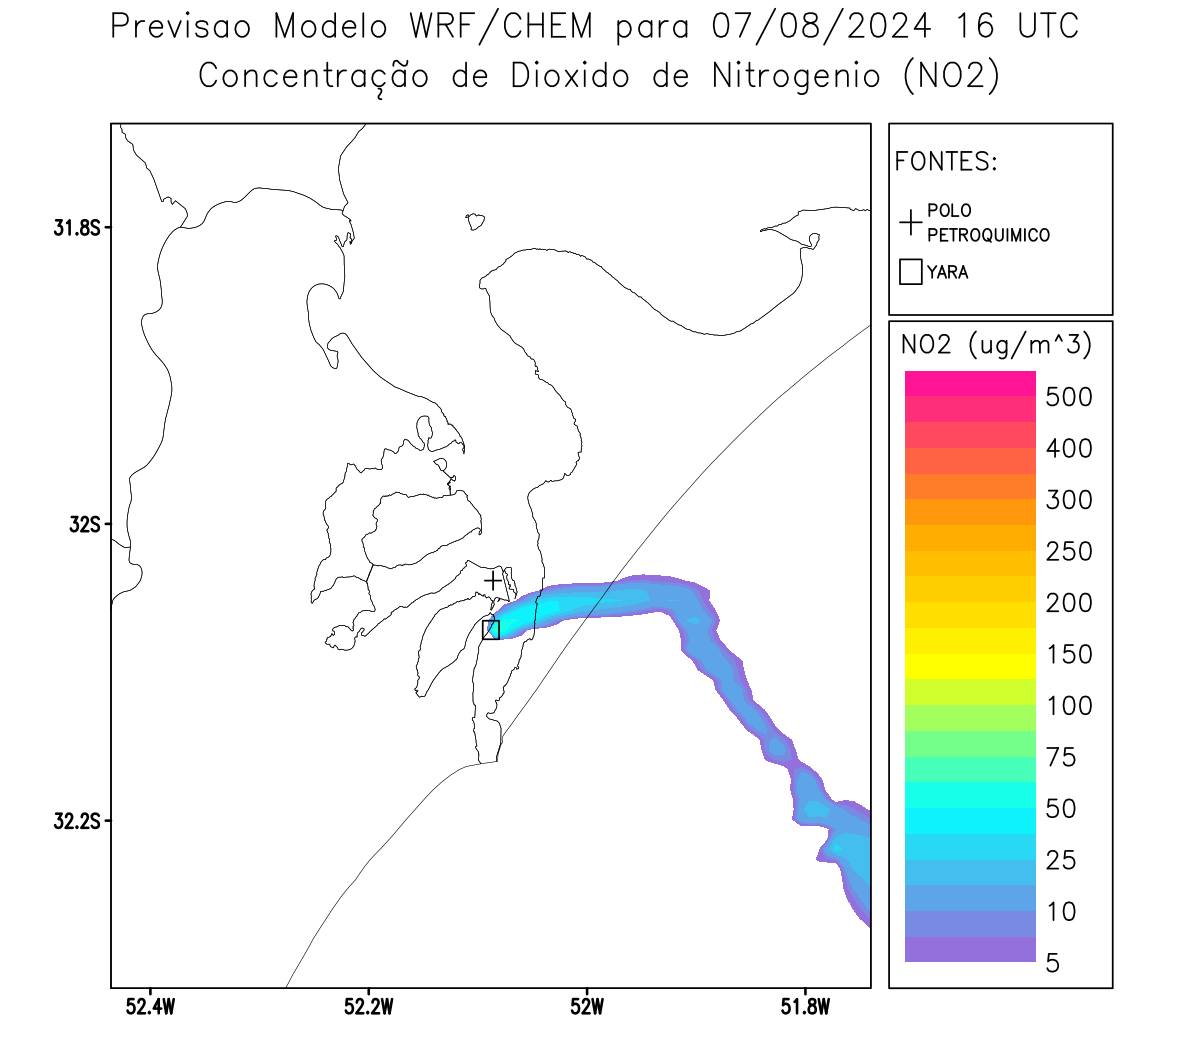 Previsao Modelo WRF/CHEM para 07/08/2024 16 UTC
Concentração de Dioxido de Nitrogenio (NO2)
FONTES:
POLO
PETROQUIMICO
YARA
31.8S
32S
32.2S
52.4W
52.2W
52W
51.8W
NO2 (ug/m^3)
500
400
300
250
200
150
100
75
50
25
10
5